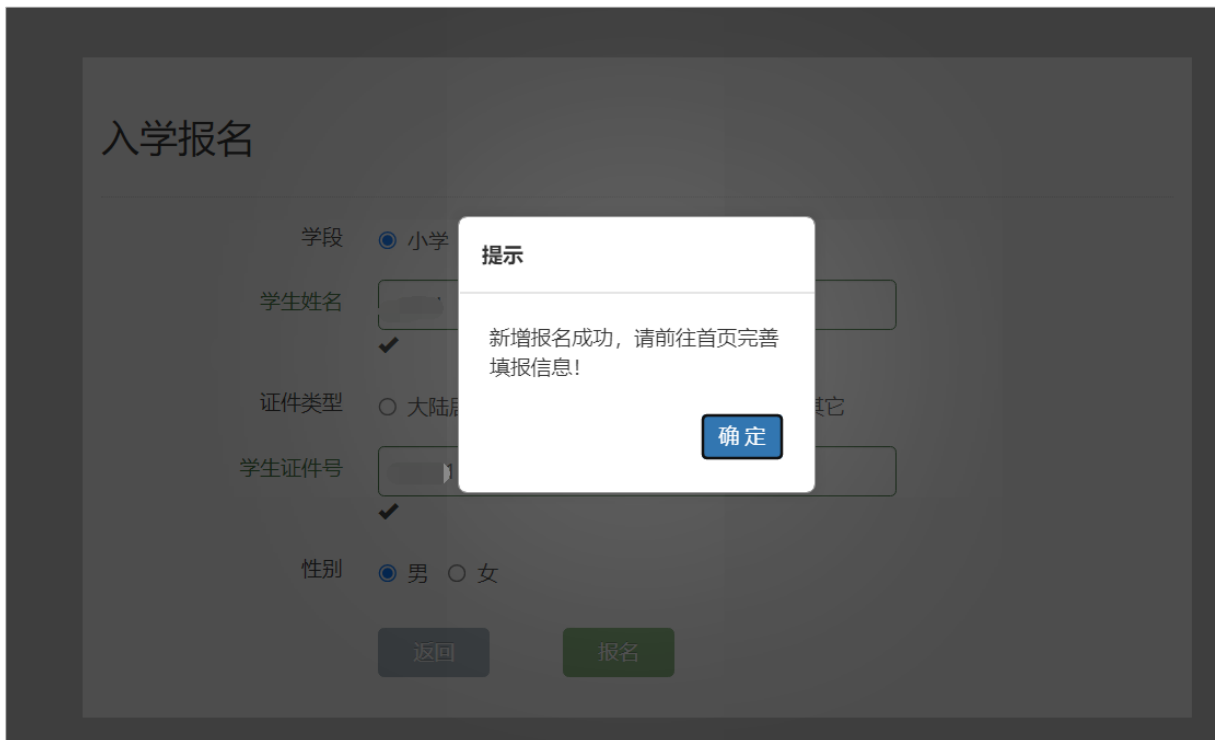 入学报名
学段 小学
提示
学生姓名
新增报名成功，请前往首页完善
填报信息！
证件类型 大陆 其它
确定
学生证件号
性别 男 女
返回 报名